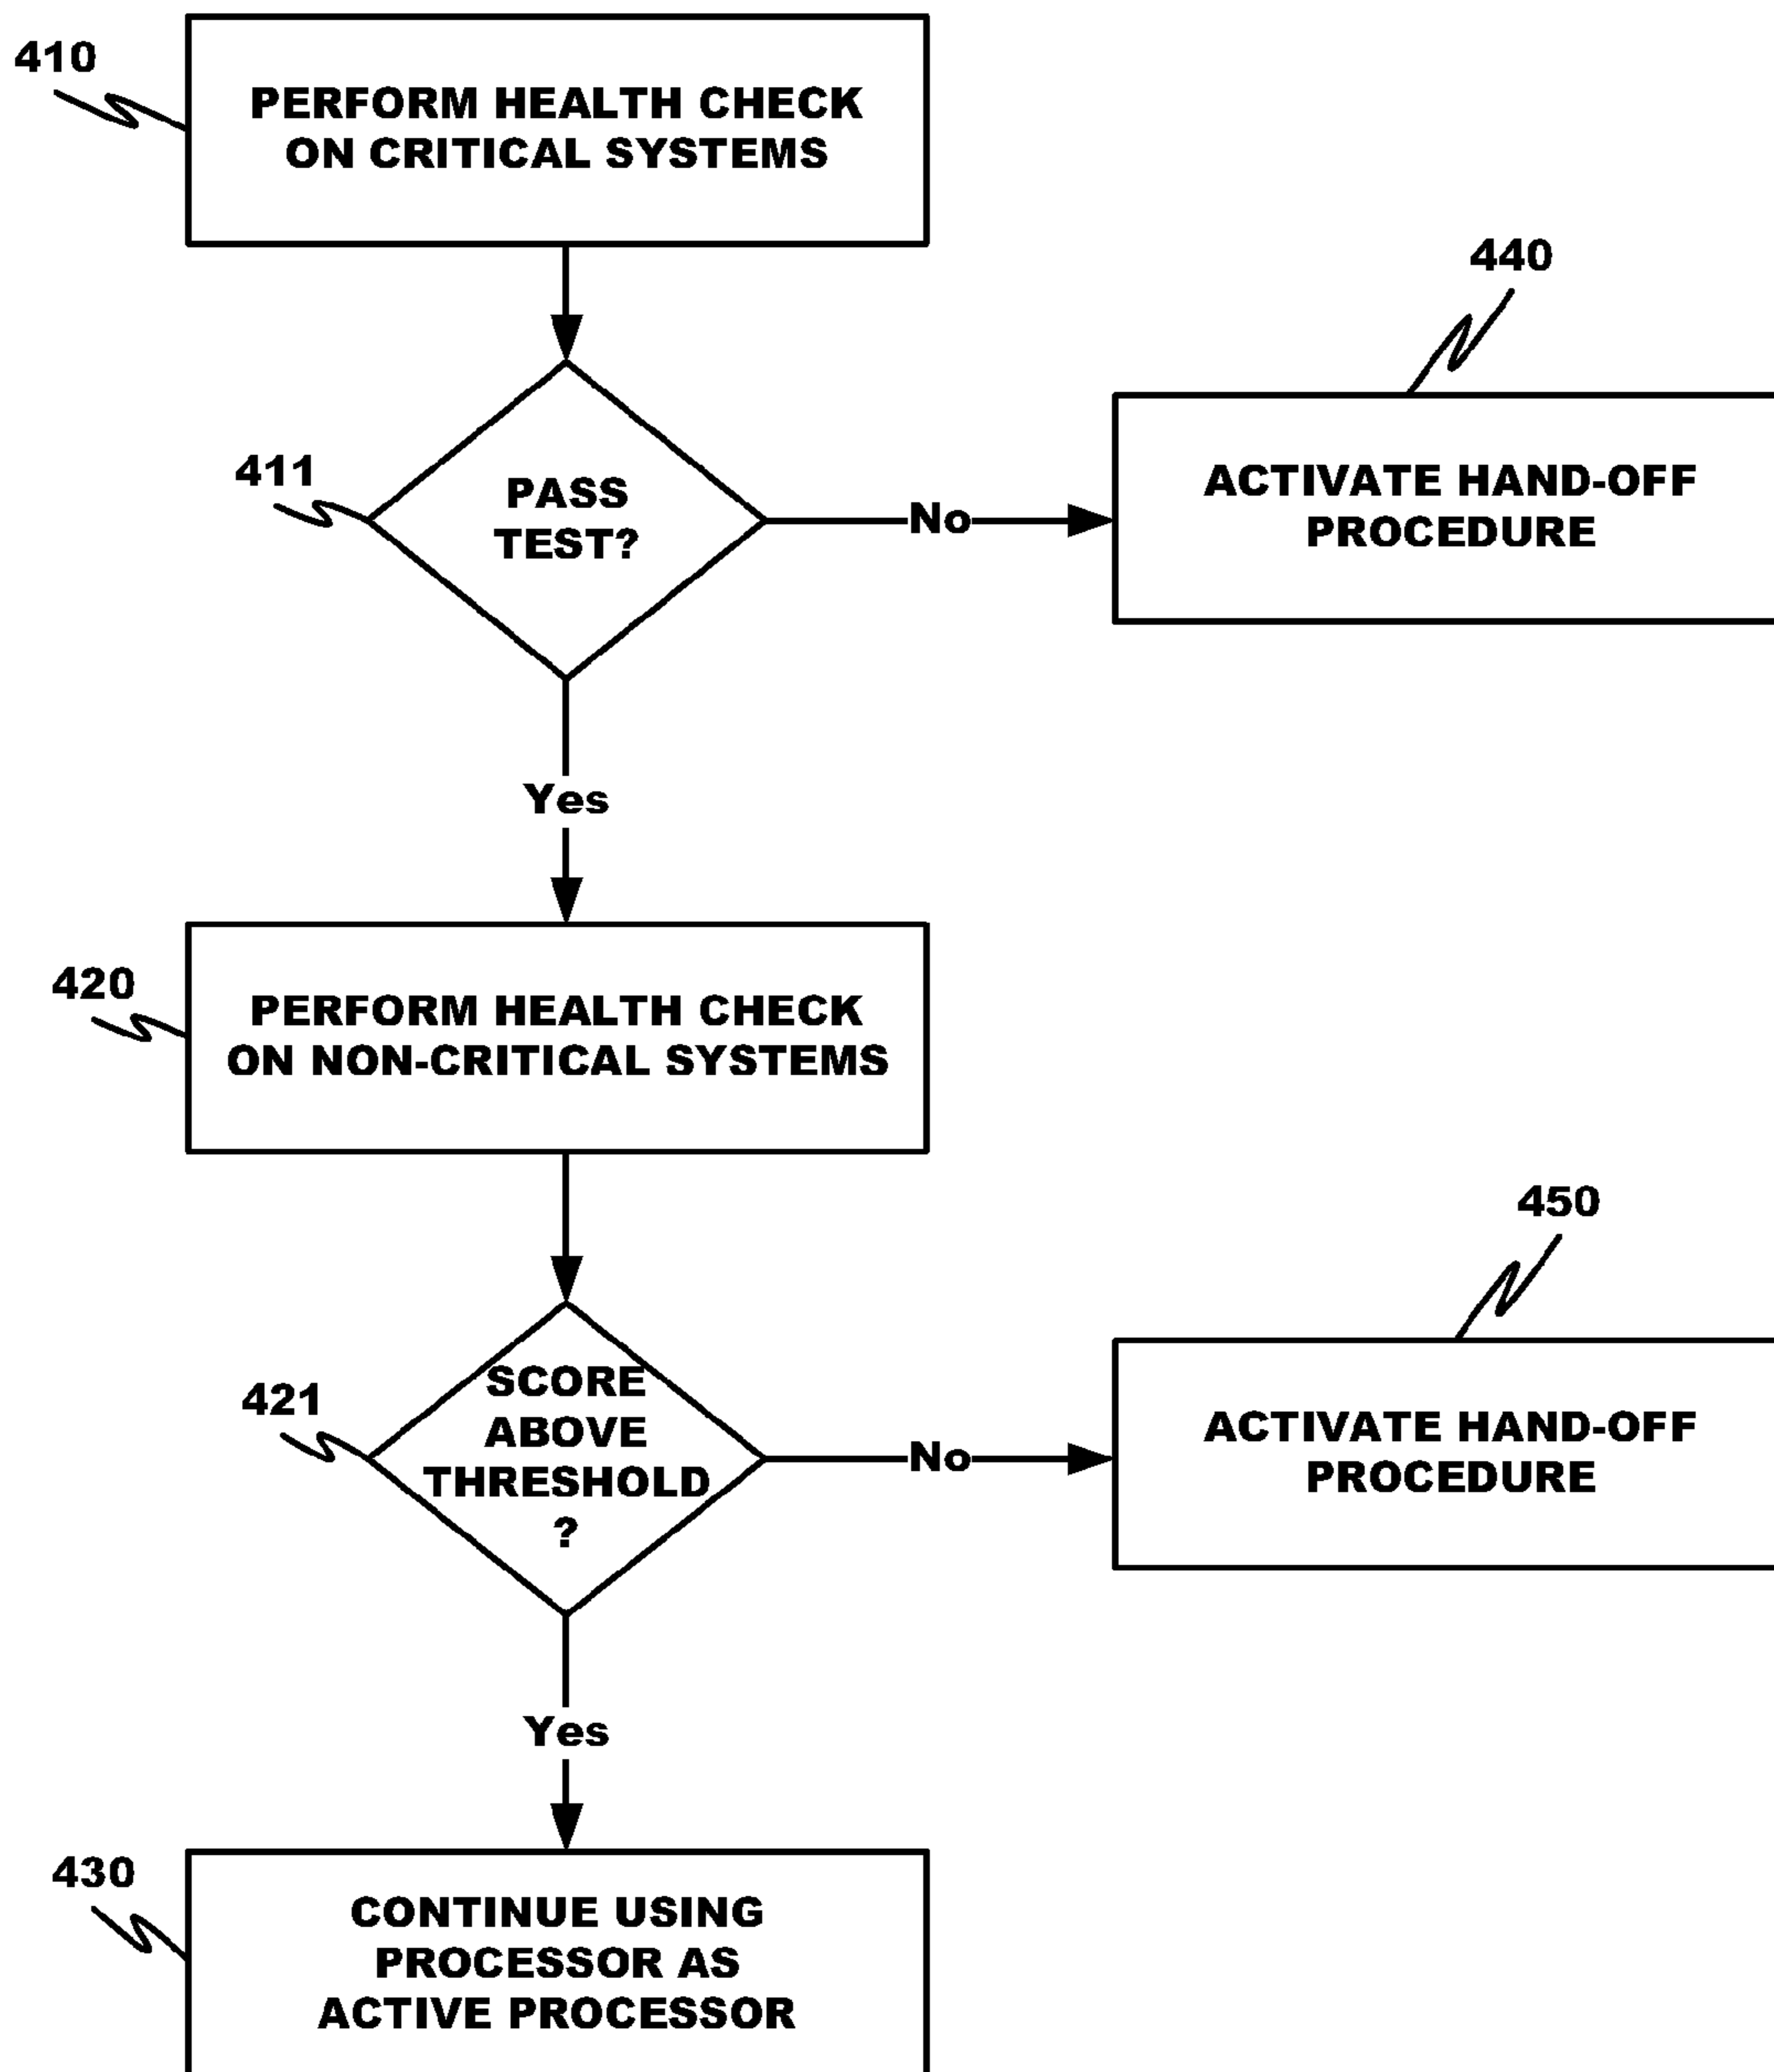 410
PERFORM HEALTH CHECK
ON CRITICAL SYSTEMS
440
411
PASS
TEST?
No
ACTIVATE HAND-OFF
PROCEDURE
Yes
420
PERFORM HEALTH CHECK
ON NON-CRITICAL SYSTEMS
450
421
SCORE
ABOVE
THRESHOLD
?
No
ACTIVATE HAND-OFF
PROCEDURE
Yes
430
CONTINUE USING
PROCESSOR AS
ACTIVE PROCESSOR